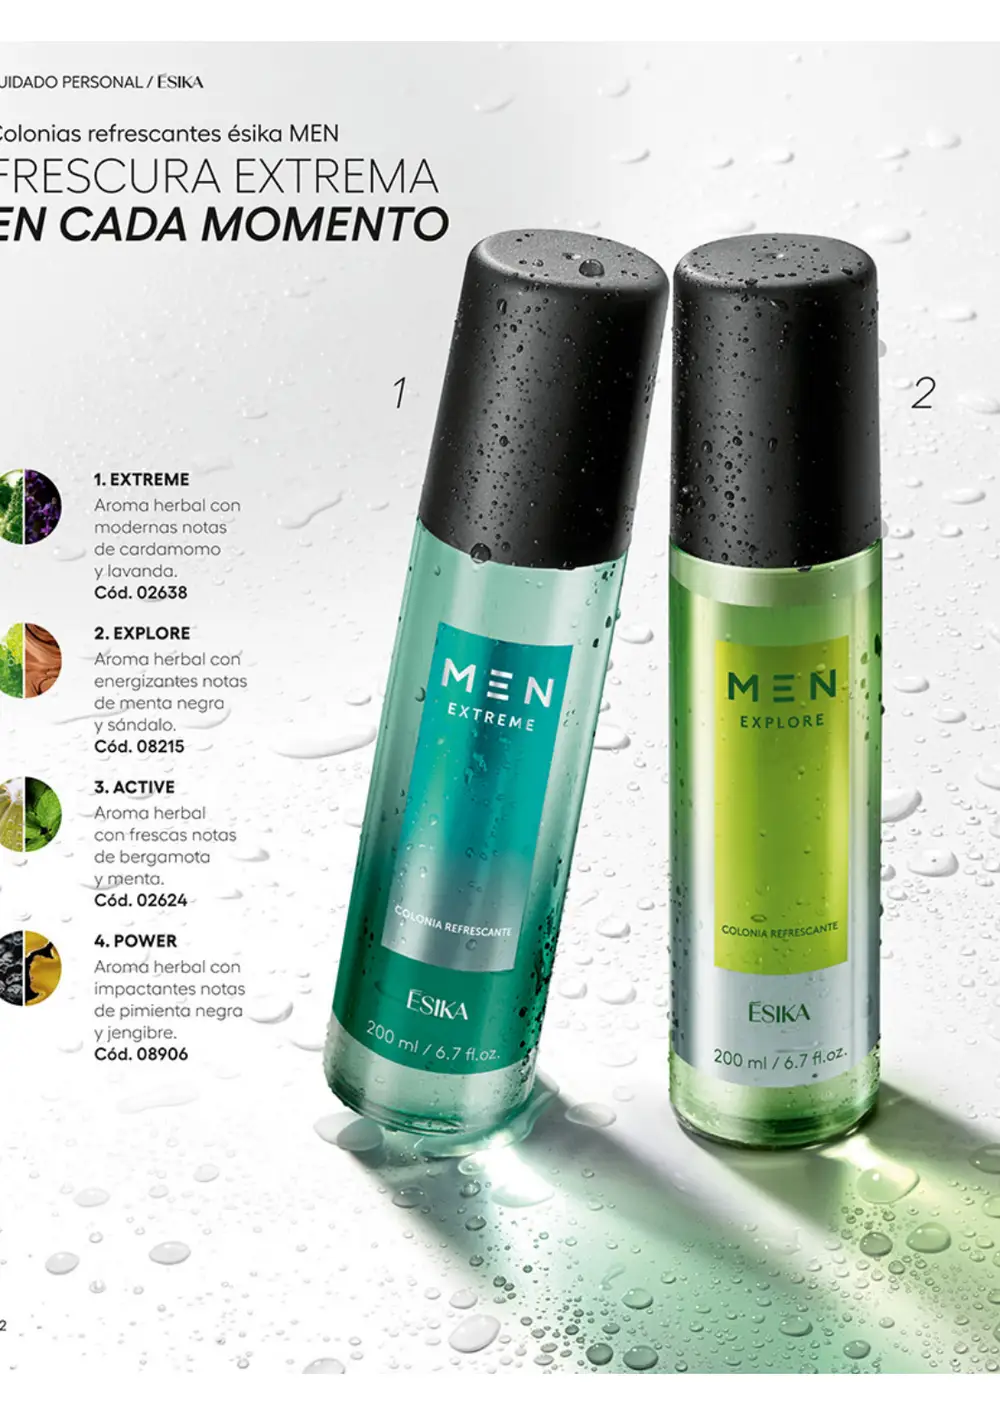 UIDADO PERSONAL / ÉSIKA
Colonias refrescantes ésika MEN
FRESCURA EXTREMA
EN CADA MOMENTO
1
2
1. EXTREME
Aroma herbal con
modernas notas
de cardamomo
y lavanda.
Cód. 02638
2. EXPLORE
Aroma herbal con
energizantes notas
de menta negra
y sándalo.
Cód. 08215
3. ACTIVE
Aroma herbal
con frescas notas
de bergamota
y menta.
Cód. 02624
4. POWER
Aroma herbal con
impactantes notas
de pimienta negra
y jengibre.
Cód. 08906
MEN
EXTREME
COLONIA REFRESCANTE
ÉSIKA
200 ml / 6.7 fl.oz.
MEN
EXPLORE
COLONIA REFRESCANTE
ÉSIKA
200 ml / 6.7 fl.oz.
2